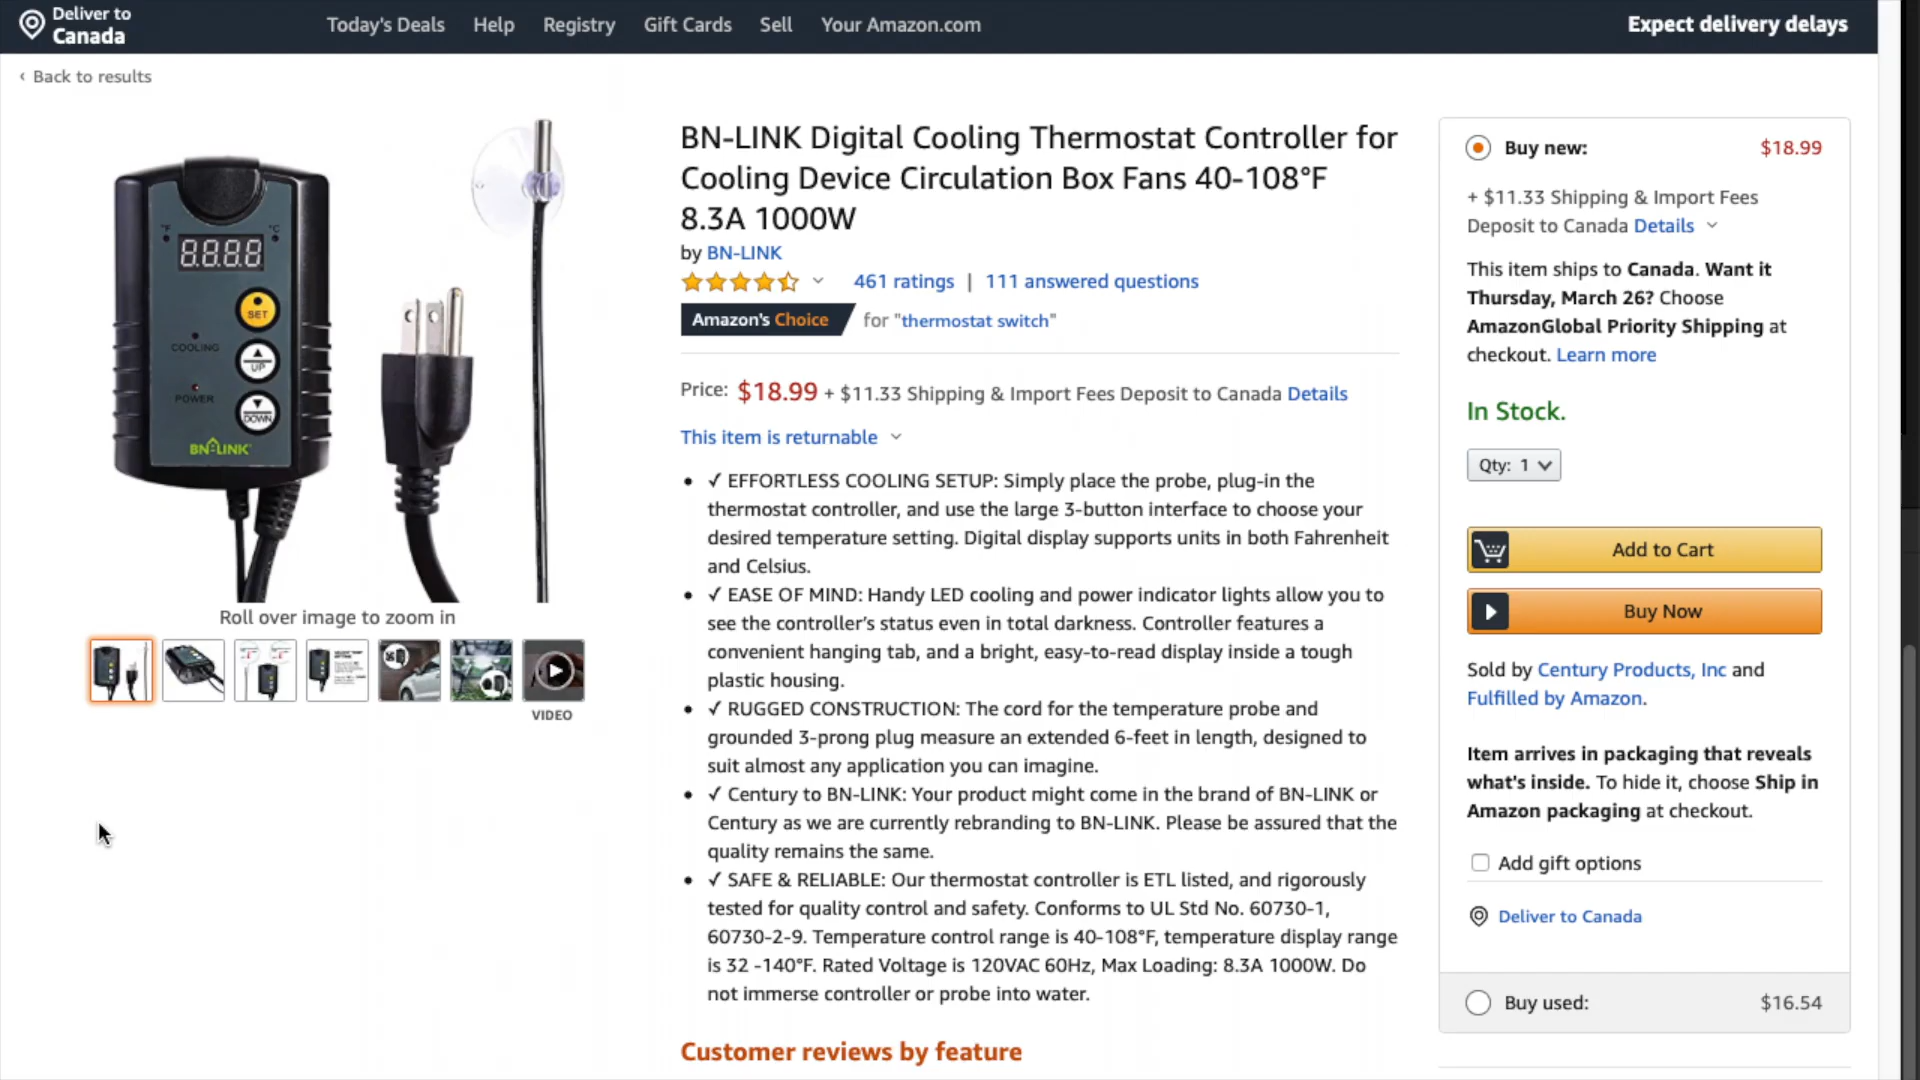 Deliver to
Canada
Today's Deals Help Registry Gift Cards Sell Your Amazon.com
Expect delivery delays
‹ Back to results
°F °C
8.8.8.8
SET
COOLING
UP
POWER
DOWN
BN-LINK
Roll over image to zoom in
VIDEO
BN-LINK Digital Cooling Thermostat Controller for
Cooling Device Circulation Box Fans 40-108°F
8.3A 1000W
by BN-LINK
461 ratings | 111 answered questions
Amazon's Choice for "thermostat switch"
Price: $18.99 + $11.33 Shipping & Import Fees Deposit to Canada Details
This item is returnable
• ✓ EFFORTLESS COOLING SETUP: Simply place the probe, plug-in the
thermostat controller, and use the large 3-button interface to choose your
desired temperature setting. Digital display supports units in both Fahrenheit
and Celsius.
• ✓ EASE OF MIND: Handy LED cooling and power indicator lights allow you to
see the controller's status even in total darkness. Controller features a
convenient hanging tab, and a bright, easy-to-read display inside a tough
plastic housing.
• ✓ RUGGED CONSTRUCTION: The cord for the temperature probe and
grounded 3-prong plug measure an extended 6-feet in length, designed to
suit almost any application you can imagine.
• ✓ Century to BN-LINK: Your product might come in the brand of BN-LINK or
Century as we are currently rebranding to BN-LINK. Please be assured that the
quality remains the same.
• ✓ SAFE & RELIABLE: Our thermostat controller is ETL listed, and rigorously
tested for quality control and safety. Conforms to UL Std No. 60730-1,
60730-2-9. Temperature control range is 40-108°F, temperature display range
is 32 -140°F. Rated Voltage is 120VAC 60Hz, Max Loading: 8.3A 1000W. Do
not immerse controller or probe into water.
Customer reviews by feature
Buy new: $18.99
+ $11.33 Shipping & Import Fees
Deposit to Canada Details
This item ships to Canada. Want it
Thursday, March 26? Choose
AmazonGlobal Priority Shipping at
checkout. Learn more
In Stock.
Qty: 1
Add to Cart
Buy Now
Sold by Century Products, Inc and
Fulfilled by Amazon.
Item arrives in packaging that reveals
what's inside. To hide it, choose Ship in
Amazon packaging at checkout.
Add gift options
Deliver to Canada
Buy used: $16.54